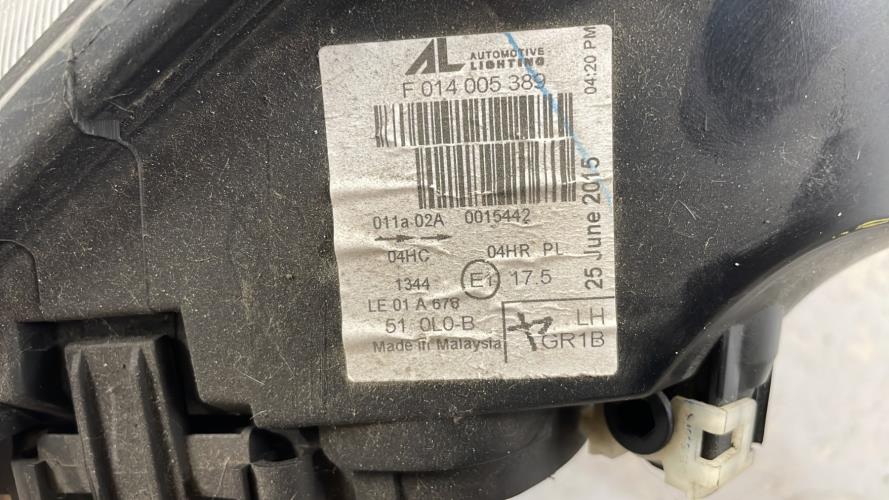 AL AUTOMOTIVE LIGHTING
F 014 005 389
011a-02A 0015442
04HC 04HR PL
1344 E1 17.5
LE 01 A 678
51 0L0-B
Made in Malaysia
LH
GR1B
25 June 2015 04:20 PM